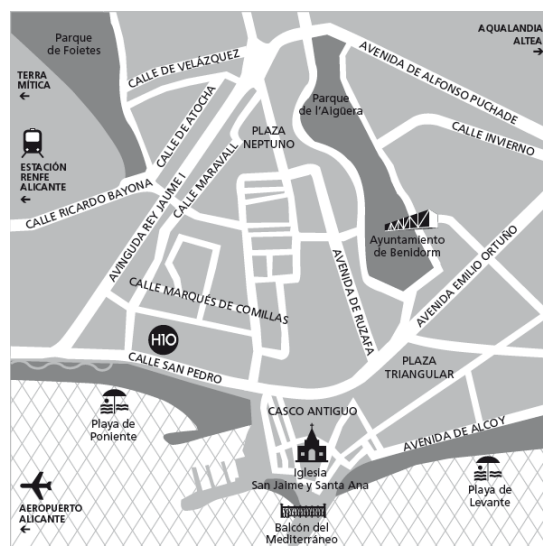 Parque
de Foietes
AQUALANDIA
ALTEA
CALLE DE VELÁZQUEZ
AVENIDA DE ALFONSO PUCHADE
TERRA
MÍTICA
Parque
de l'Aigüera
CALLE DE ATOCHA
PLAZA
NEPTUNO
CALLE INVIERNO
ESTACIÓN
RENFE
ALICANTE
CALLE MARAVALL
CALLE RICARDO BAYONA
AVINGUDA REY JAUME I
Ayuntamiento
de Benidorm
AVENIDA EMILIO ORTUÑO
AVENIDA DE RUZAFA
CALLE MARQUÉS DE COMILLAS
H10
CALLE SAN PEDRO
PLAZA
TRIANGULAR
CASCO ANTIGUO
Playa de
Poniente
AVENIDA DE ALCOY
Iglesia
San Jaime y Santa Ana
Playa de
Levante
AEROPUERTO
ALICANTE
Balcón del
Mediterráneo